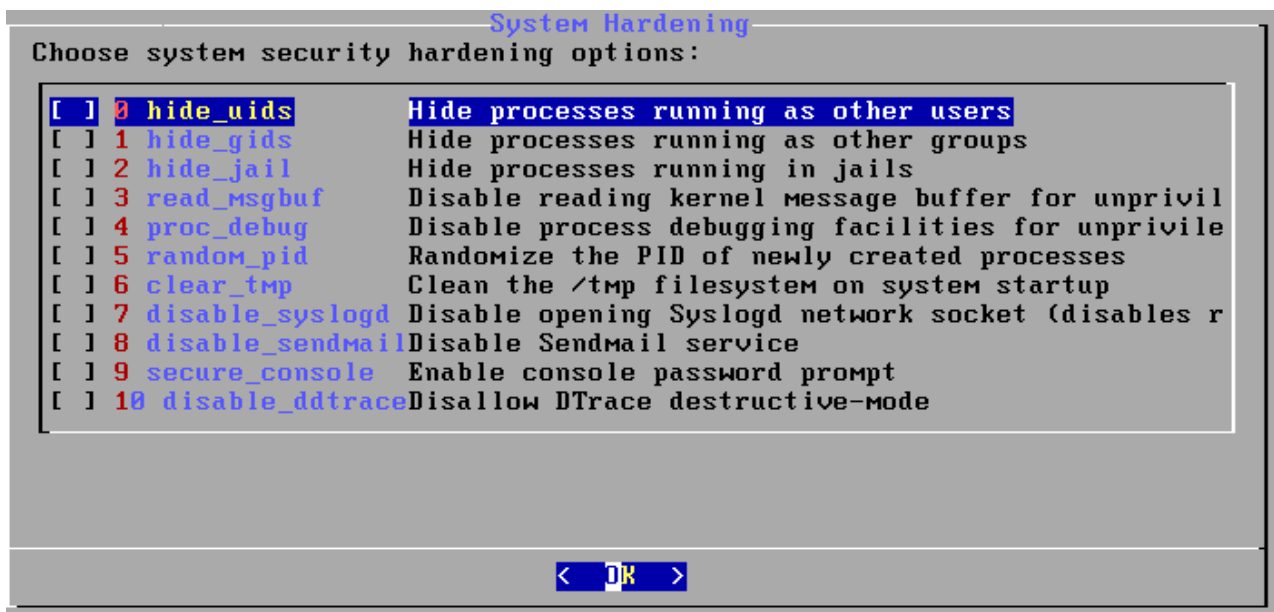 System Hardening
Choose system security hardening options:
[ ] 0 hide_uids Hide processes running as other users
[ ] 1 hide_gids Hide processes running as other groups
[ ] 2 hide_jail Hide processes running in jails
[ ] 3 read_msgbuf Disable reading kernel message buffer for unprivil
[ ] 4 proc_debug Disable process debugging facilities for unprivile
[ ] 5 random_pid Randomize the PID of newly created processes
[ ] 6 clear_tmp Clean the /tmp filesystem on system startup
[ ] 7 disable_syslogd Disable opening Syslogd network socket (disables r
[ ] 8 disable_sendmailDisable Sendmail service
[ ] 9 secure_console Enable console password prompt
[ ] 10 disable_ddtraceDisallow DTrace destructive-mode
< OK >